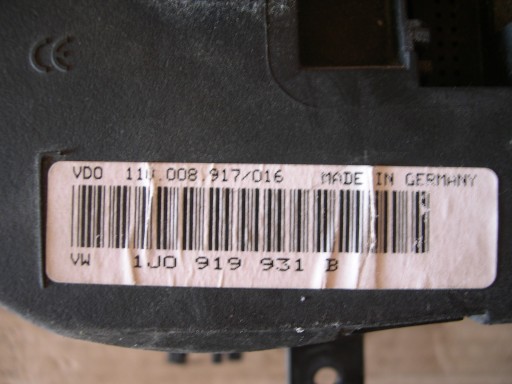 CE
VDO 110.008.917/016 MADE IN GERMANY
VW 1J0 919 931 B